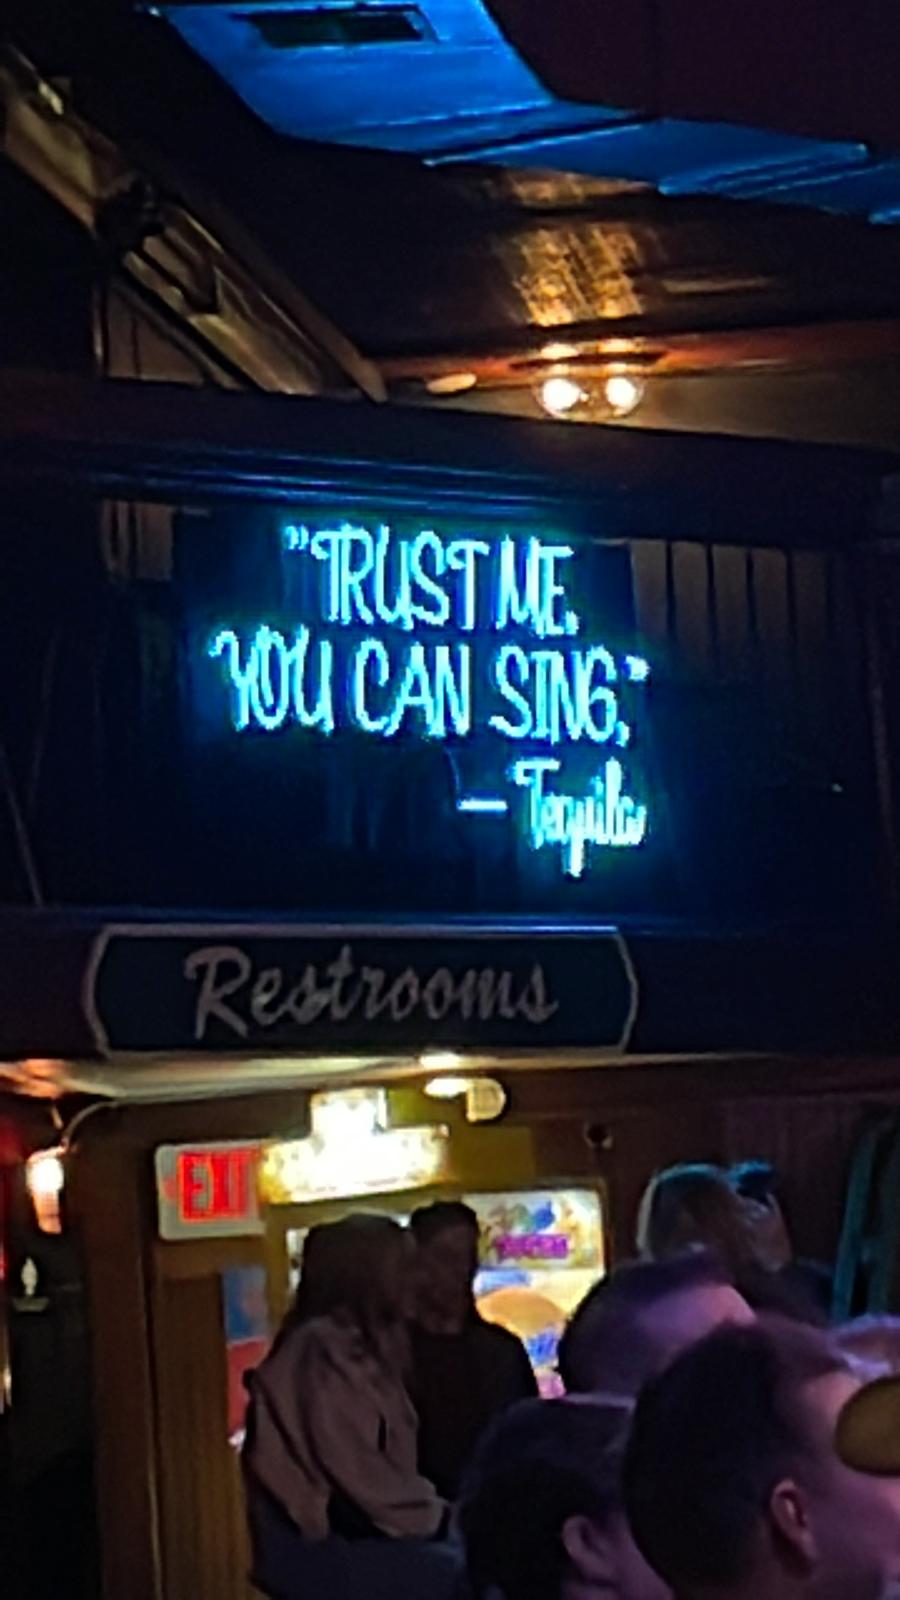 "TRUST ME,
YOU CAN SING,"
— Tequila
Restrooms
EXIT